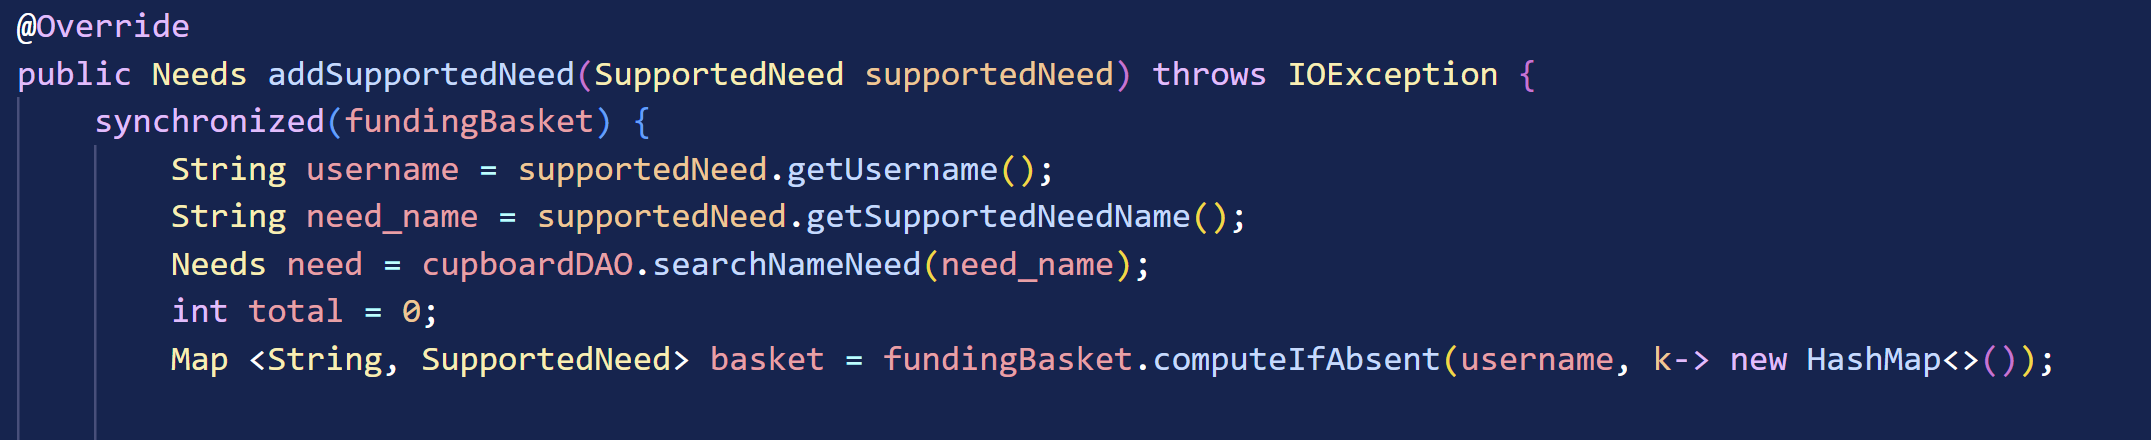 @Override
public Needs addSupportedNeed(SupportedNeed supportedNeed) throws IOException {
synchronized(fundingBasket) {
String username = supportedNeed.getUsername();
String need_name = supportedNeed.getSupportedNeedName();
Needs need = cupboardDAO.searchNameNeed(need_name);
int total = 0;
Map <String, SupportedNeed> basket = fundingBasket.computeIfAbsent(username, k-> new HashMap<>());